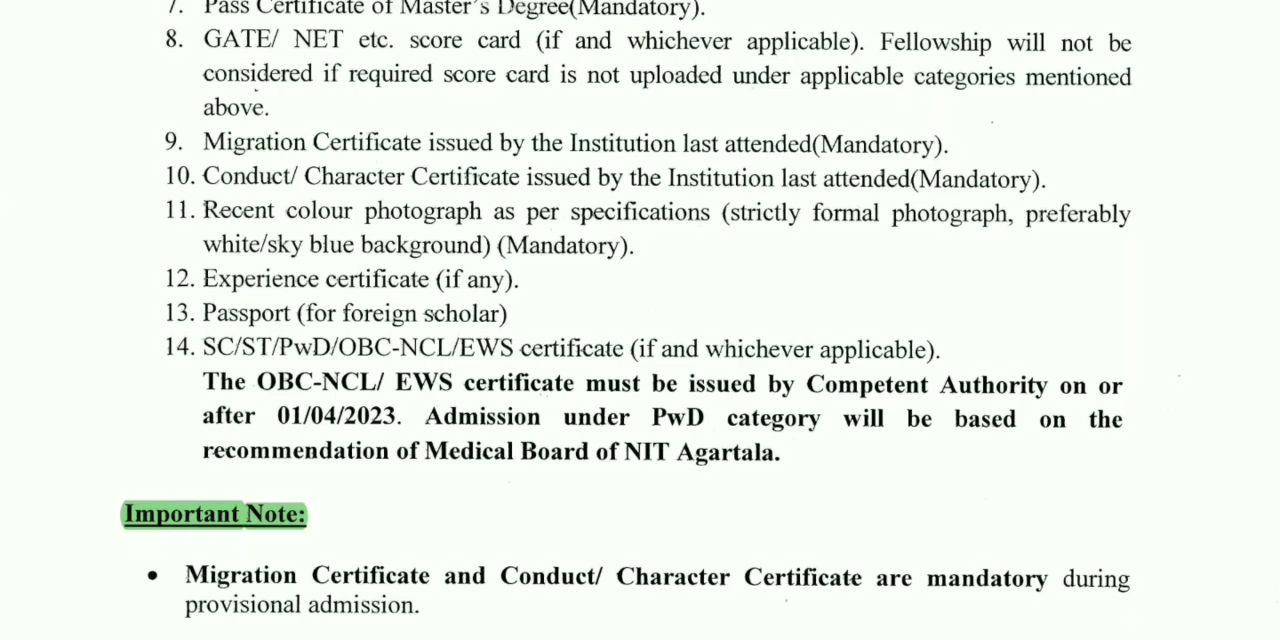 7. Pass Certificate of Master's Degree(Mandatory).
8. GATE/ NET etc. score card (if and whichever applicable). Fellowship will not be
considered if required score card is not uploaded under applicable categories mentioned
above.
9. Migration Certificate issued by the Institution last attended(Mandatory).
10. Conduct/ Character Certificate issued by the Institution last attended(Mandatory).
11. Recent colour photograph as per specifications (strictly formal photograph, preferably
white/sky blue background) (Mandatory).
12. Experience certificate (if any).
13. Passport (for foreign scholar)
14. SC/ST/PwD/OBC-NCL/EWS certificate (if and whichever applicable).
The OBC-NCL/ EWS certificate must be issued by Competent Authority on or
after 01/04/2023. Admission under PwD category will be based on the
recommendation of Medical Board of NIT Agartala.
Important Note:
• Migration Certificate and Conduct/ Character Certificate are mandatory during
provisional admission.